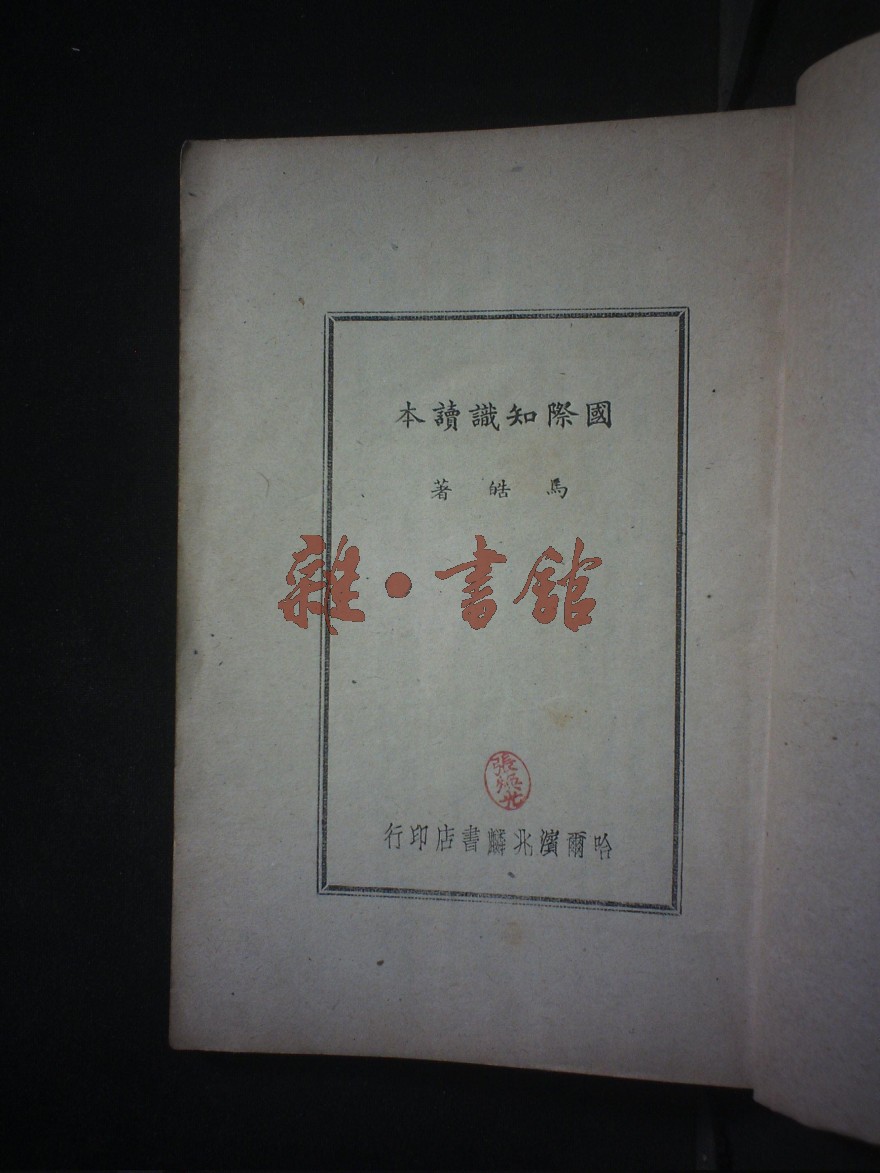 國際知識讀本
馬皓著
雜·書館
哈爾濱兆麟書店印行